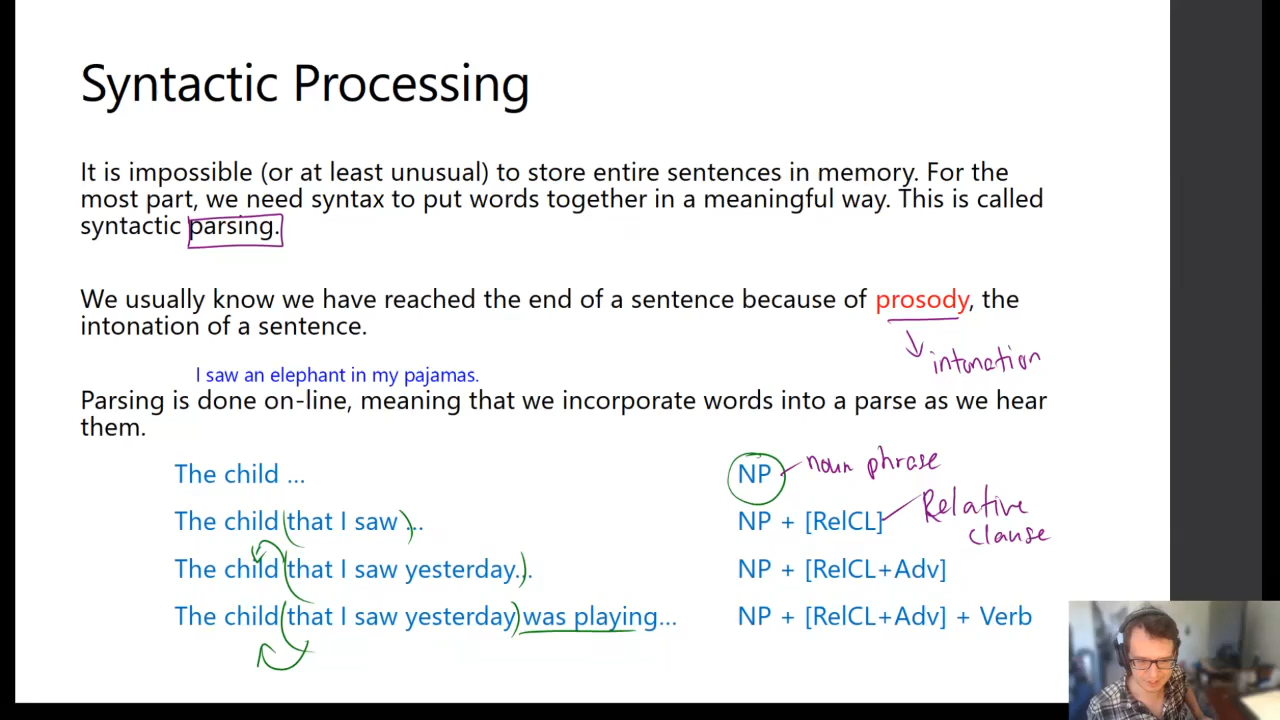 Syntactic Processing
It is impossible (or at least unusual) to store entire sentences in memory. For the
most part, we need syntax to put words together in a meaningful way. This is called
syntactic parsing.
We usually know we have reached the end of a sentence because of prosody, the
intonation of a sentence.
intonation
I saw an elephant in my pajamas.
Parsing is done on-line, meaning that we incorporate words into a parse as we hear
them.
The child ... NP noun phrase
The child (that I saw )... NP + [RelCL] Relative
clause
The child (that I saw yesterday..). NP + [RelCL+Adv]
The child (that I saw yesterday) was playing... NP + [RelCL+Adv] + Verb